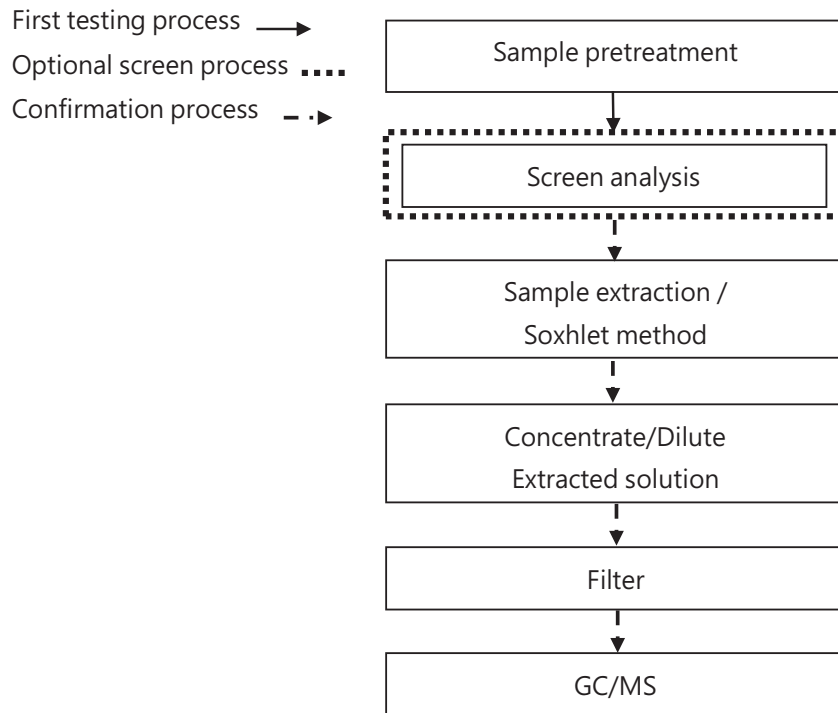 First testing process
Optional screen process
Confirmation process
Sample pretreatment
Screen analysis
Sample extraction /
Soxhlet method
Concentrate/Dilute
Extracted solution
Filter
GC/MS